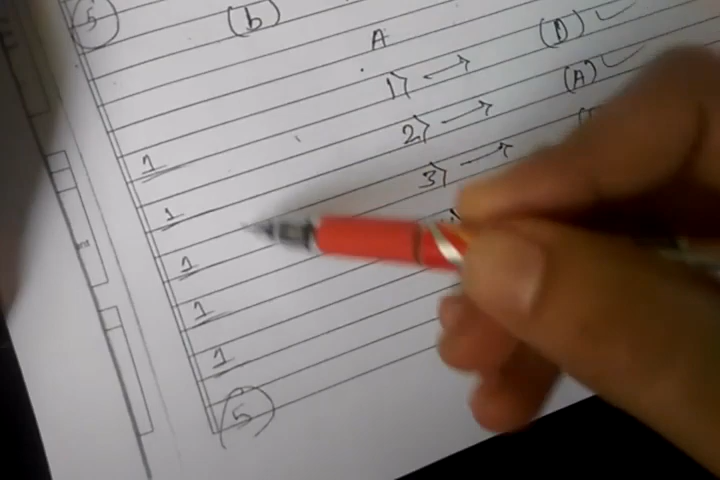 5 (b)
A
1) → (D) ✓
1 2) → (A) ✓
1 3) →
1
1
1
5